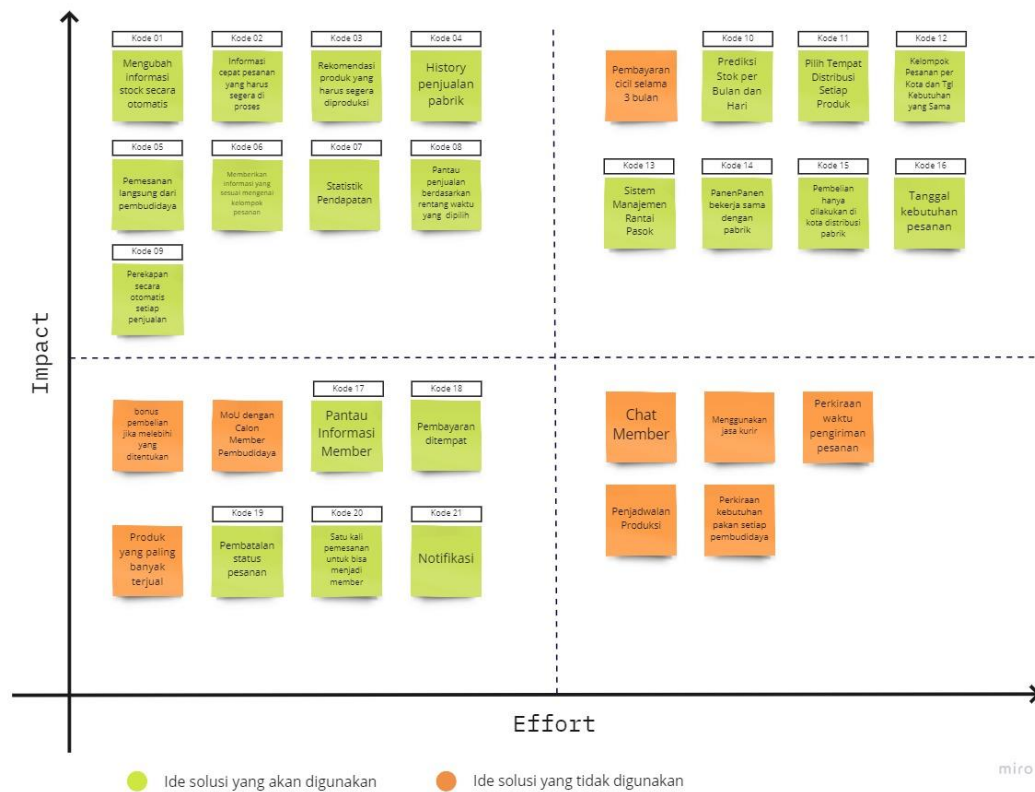 Kode 01
Mengubah
informasi
stock secara
otomatis
Kode 02
Informasi
cepat pesanan
yang harus
segera di
proses
Kode 03
Rekomendasi
produk yang
harus segera
diproduksi
Kode 04
History
penjualan
pabrik
Pembayaran
cicil selama
3 bulan
Kode 10
Prediksi
Stok per
Bulan dan
Hari
Kode 11
Pilih Tempat
Distribusi
Setiap
Produk
Kode 12
Kelompok
Pesanan per
Kota dan Tgl
Kebutuhan
yang Sama
Kode 05
Pemesanan
langsung dari
pembudidaya
Kode 06
Memberikan
informasi yang
sesuai mengenai
kelompok
pesanan
Kode 07
Statistik
Pendapatan
Kode 08
Pantau
penjualan
berdasarkan
rentang waktu
yang dipilih
Kode 13
Sistem
Manajemen
Rantai
Pasok
Kode 14
PanenPanen
bekerja sama
dengan
pabrik
Kode 15
Pembelian
hanya
dilakukan di
kota distribusi
pabrik
Kode 16
Tanggal
kebutuhan
pesanan
Kode 09
Perekapan
secara
otomatis
setiap
penjualan
Impact
bonus
pembelian
jika melebihi
yang
ditentukan
MoU dengan
Calon
Member
Pembudidaya
Kode 17
Pantau
Informasi
Member
Kode 18
Pembayaran
ditempat
Chat
Member
Menggunakan
jasa kurir
Perkiraan
waktu
pengiriman
pesanan
Produk
yang paling
banyak
terjual
Kode 19
Pembatalan
status
pesanan
Kode 20
Satu kali
pemesanan
untuk bisa
menjadi
member
Kode 21
Notifikasi
Penjadwalan
Produksi
Perkiraan
kebutuhan
pakan setiap
pembudidaya
Effort
Ide solusi yang akan digunakan
Ide solusi yang tidak digunakan
miro